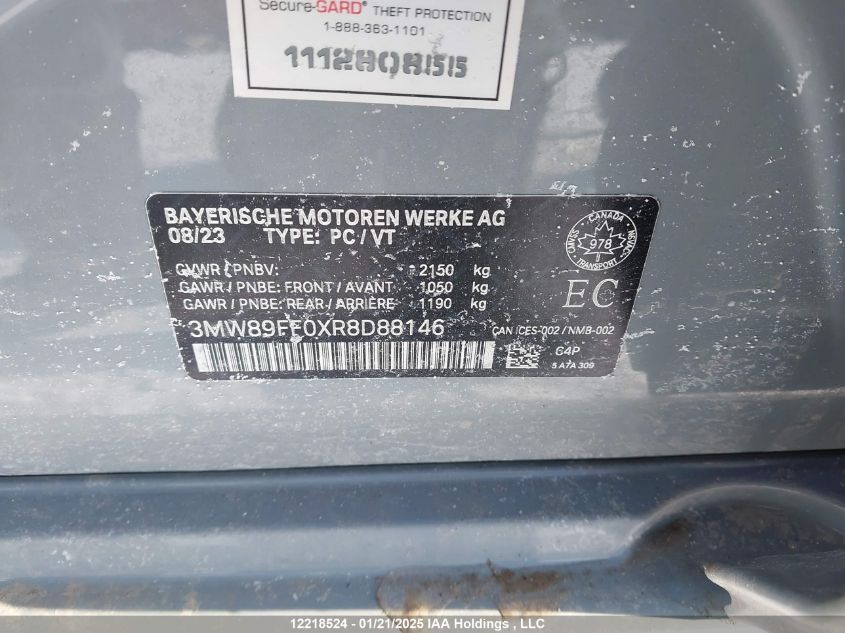 Secure-GARD® THEFT PROTECTION
1-888-363-1101
111280855
BAYERISCHE MOTOREN WERKE AG
08/23 TYPE: PC/VT
GVWR / PNBV: 2150 kg
GAWR / PNBE: FRONT / AVANT 1050 kg
GAWR / PNBE: REAR / ARRIÈRE 1190 kg
CANADA
978
TRANSPORT
EC
3MW89FF0XR8D88146
CAN ICES-002 / NMB-002
G4P
5 A7A 309
12218524 - 01/21/2025 IAA Holdings , LLC